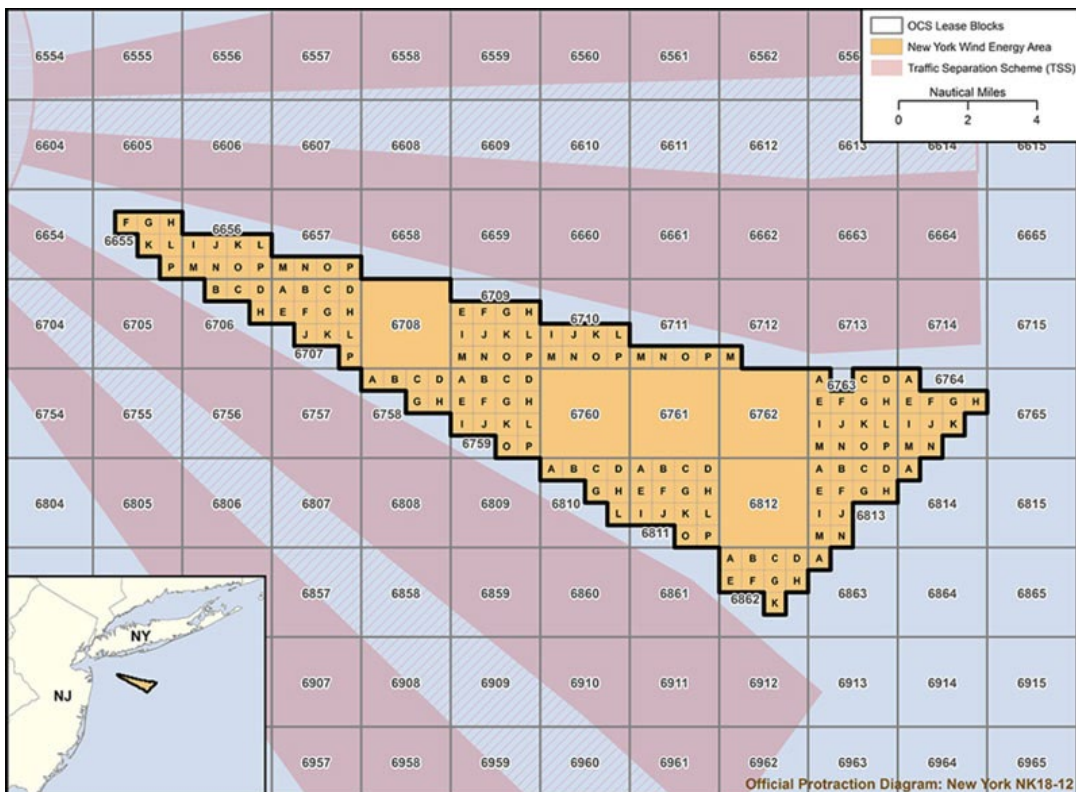 OCS Lease Blocks
New York Wind Energy Area
Traffic Separation Scheme (TSS)
Nautical Miles
0 2 4
6554 6555 6556 6557 6558 6559 6560 6561 6562
6604 6605 6606 6607 6608 6609 6610 6611 6612 6613 6614 6615
F G H
6656
6654 6655 K L I J K L 6657 6658 6659 6660 6661 6662 6663 6664 6665
P M N O P M N O P
B C D A B C D
6709
H E F G H E F G H
6704 6705 6706 6708 6710 6711 6712 6713 6714 6715
J K L I J K L I J K L
6707 P M N O P M N O P M N O P M
A B C D A B C D A 6763 C D A 6764
6758 G H E F G H E F G H E F G H
6754 6755 6756 6757 6760 6761 6762 6765
I J K L I J K L I J K
6759 O P M N O P M N
A B C D A B C D A B C D A
G H E F G H E F G H
6804 6805 6806 6807 6808 6809 6810 6812 6813 6814 6815
L I J K L I J
6811 O P M N
A B C D A
E F G H
6857 6858 6859 6860 6861 6862 6863 6864 6865
K
NY
NJ
6907 6908 6909 6910 6911 6912 6913 6914 6915
6957 6958 6959 6960 6961 6962 6963 6964 6965
Official Protraction Diagram: New York NK18-12